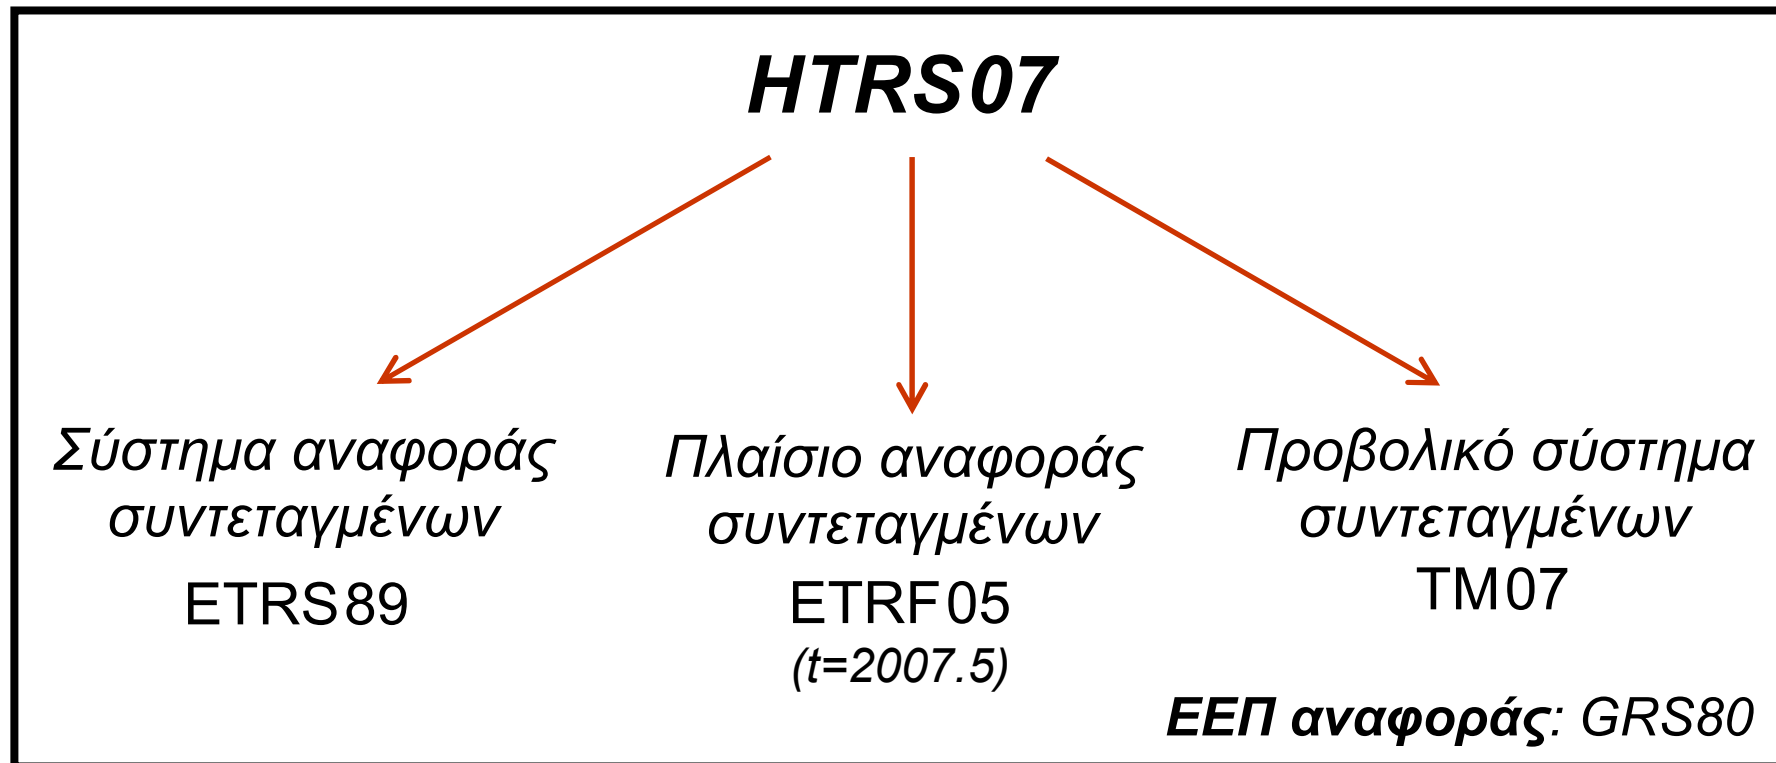 HTRS07
Σύστημα αναφοράς
συντεταγμένων
ETRS89
Πλαίσιο αναφοράς
συντεταγμένων
ETRF05
(t=2007.5)
Προβολικό σύστημα
συντεταγμένων
TM07
ΕΕΠ αναφοράς: GRS80